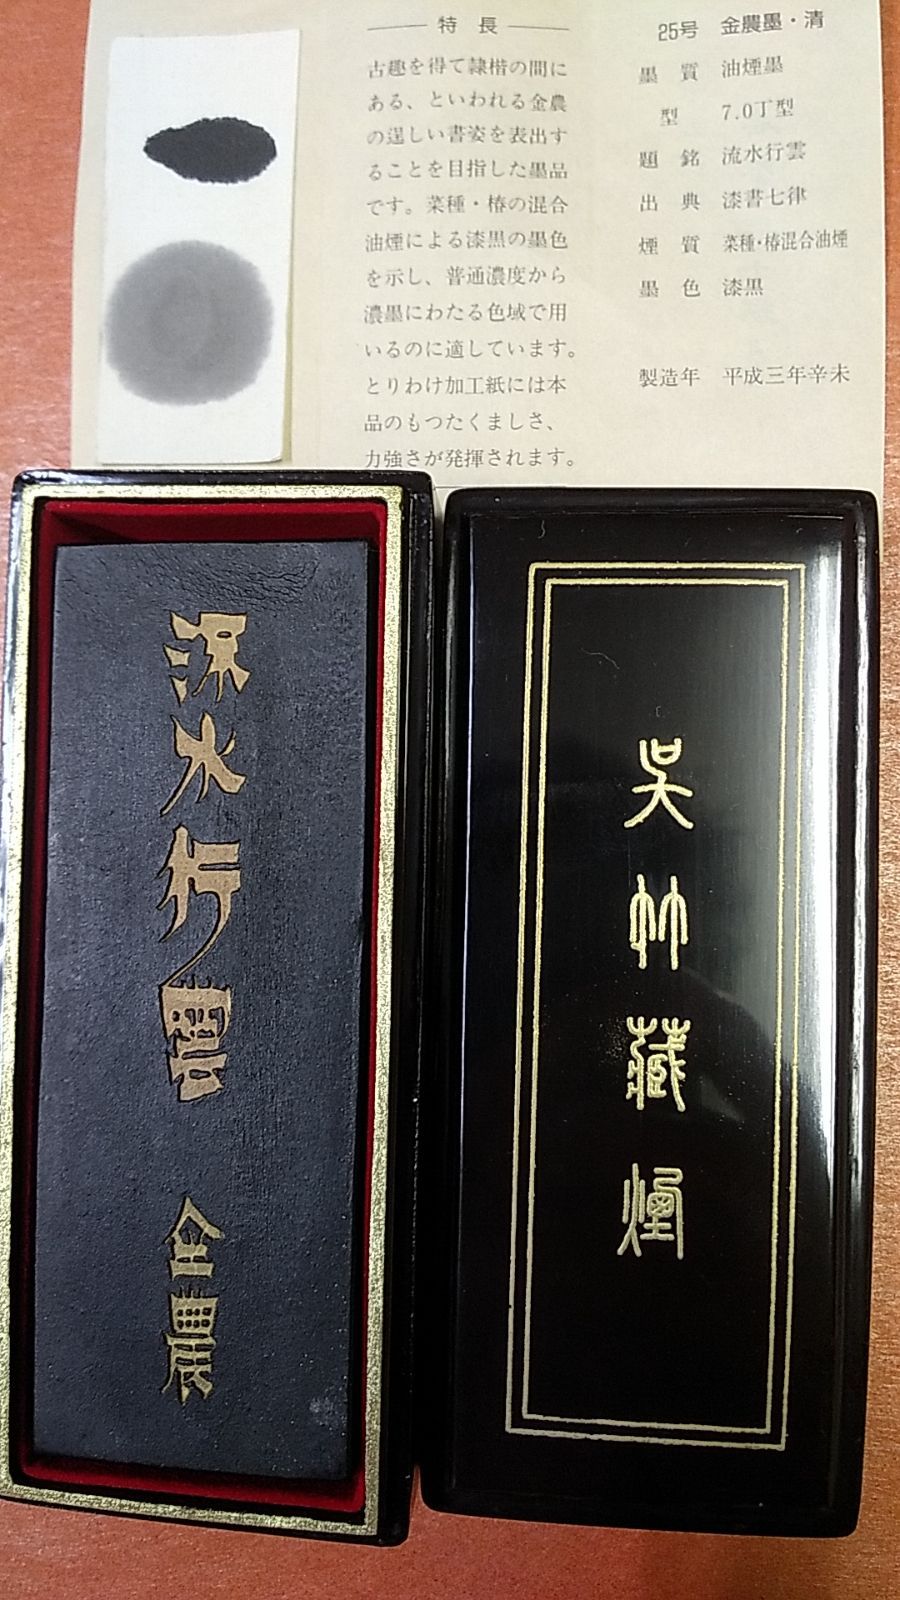 25号 金農墨・清
墨質 油煙墨
型 7.0丁型
題銘 流水行雲
出典 漆書七律
煙質 菜種・椿混合油煙
墨色 漆黒
製造年 平成三年辛未
特長
古趣を得て隷楷の間に
ある、といわれる金農
の逞しい書姿を表出す
ることを目指した墨品
です。菜種・椿の混合
油煙による漆黒の墨色
を示し、普通濃度から
濃墨にわたる色域で用
いるのに適しています。
とりわけ加工紙には本
品のもつたくましさ、
力強さが発揮されます。
流水行雲 金農
呉竹藏煙